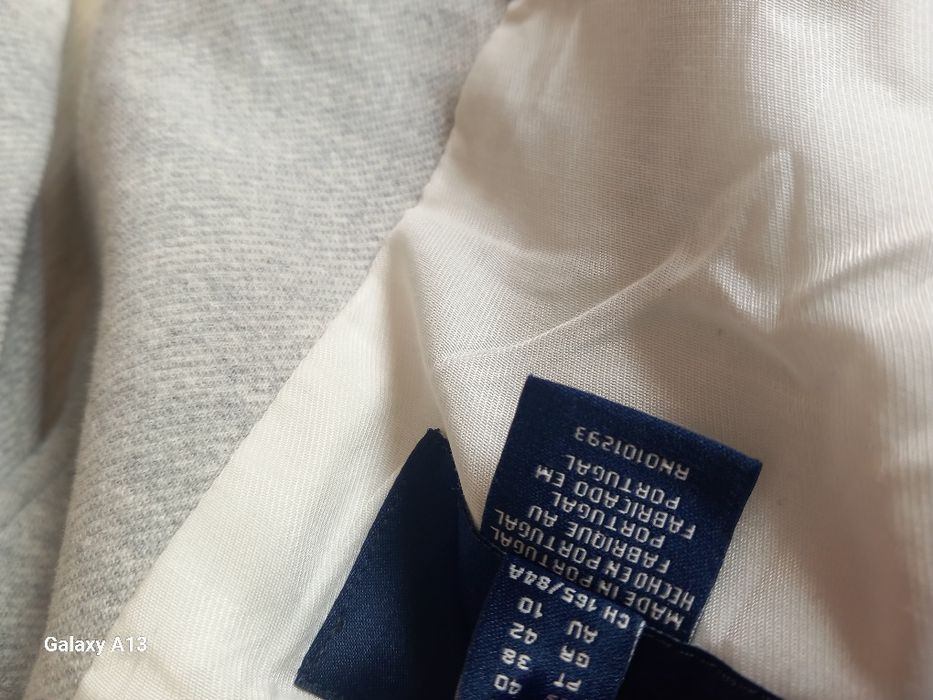 40
PT 38
GR 42
AU 10
CH 165/84A
MADE IN PORTUGAL
HECHO EN PORTUGAL
FABRIQUE AU
PORTUGAL
FABRICADO EM
PORTUGAL
RN0101293
Galaxy A13